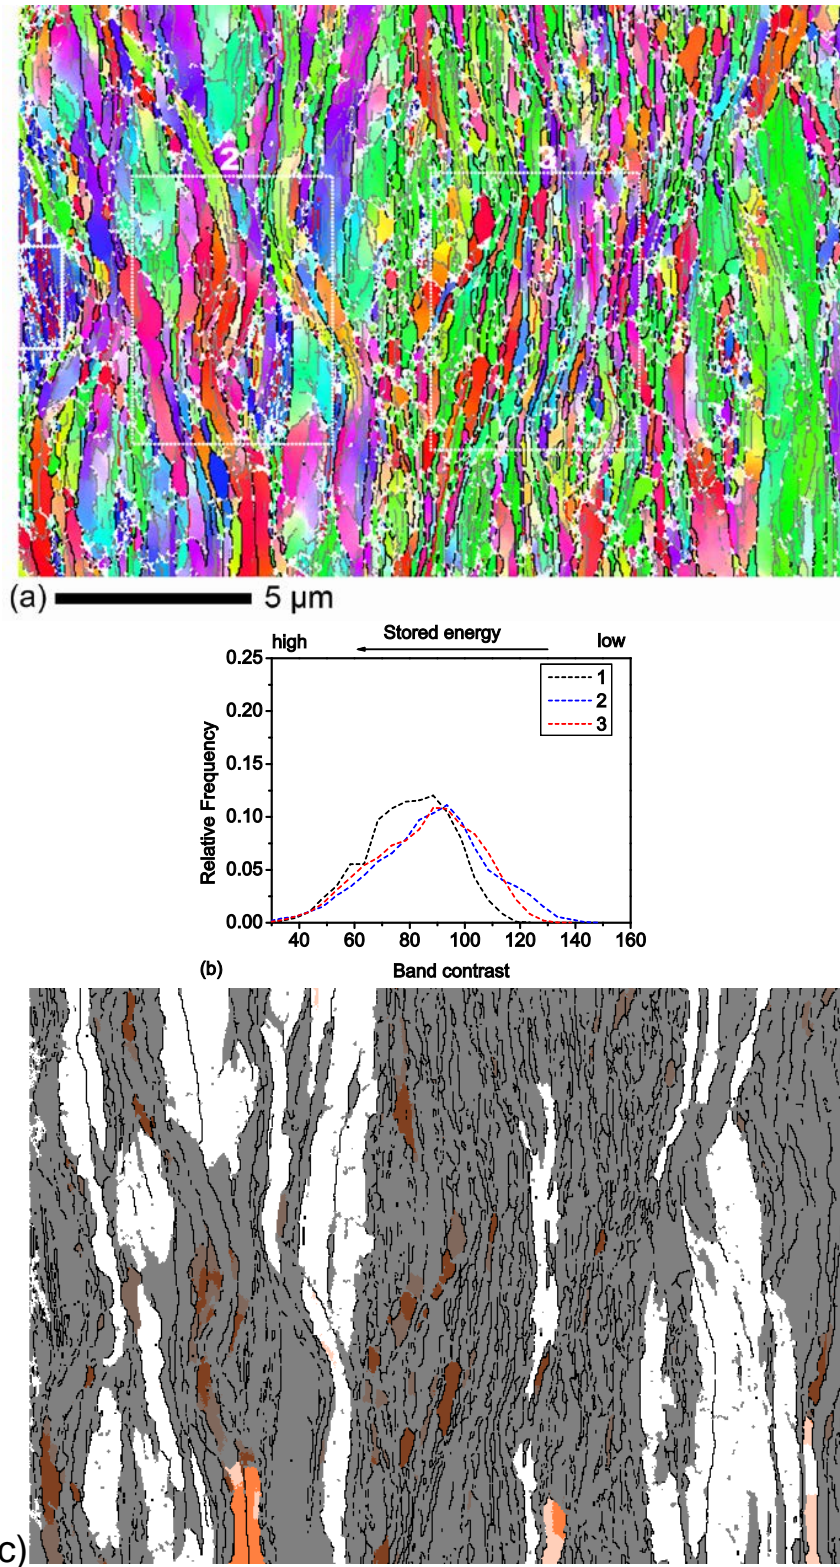 2
3
1
(a) 5 µm
high Stored energy low
0.25
1
2
0.20
3
0.15
0.10
0.05
0.00
Relative Frequency
40 60 80 100 120 140 160
(b) Band contrast
c)